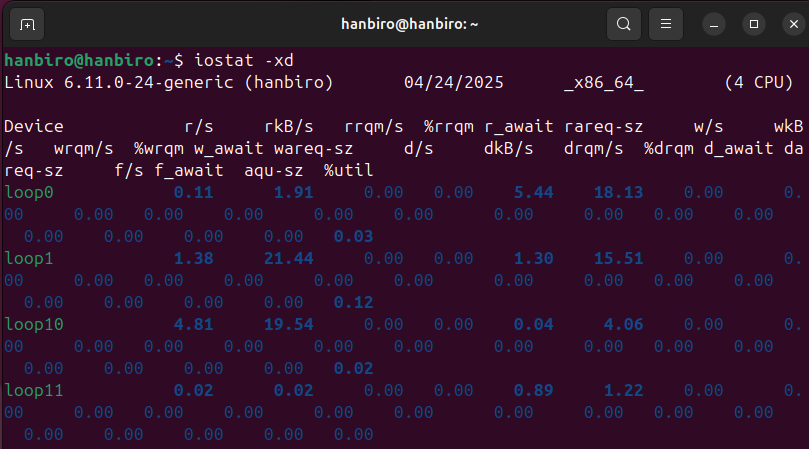 hanbiro@hanbiro: ~
hanbiro@hanbiro:~$ iostat -xd
Linux 6.11.0-24-generic (hanbiro)       04/24/2025      _x86_64_        (4 CPU)

Device            r/s     rkB/s   rrqm/s  %rrqm r_await rareq-sz     w/s     wkB
/s   wrqm/s  %wrqm w_await wareq-sz     d/s     dkB/s   drqm/s  %drqm d_await da
req-sz     f/s f_await  aqu-sz  %util
loop0            0.11      1.91     0.00   0.00    5.44    18.13    0.00      0.
00     0.00   0.00    0.00     0.00    0.00      0.00     0.00   0.00    0.00
  0.00    0.00    0.00    0.00   0.03
loop1            1.38     21.44     0.00   0.00    1.30    15.51    0.00      0.
00     0.00   0.00    0.00     0.00    0.00      0.00     0.00   0.00    0.00
  0.00    0.00    0.00    0.00   0.12
loop10           4.81     19.54     0.00   0.00    0.04     4.06    0.00      0.
00     0.00   0.00    0.00     0.00    0.00      0.00     0.00   0.00    0.00
  0.00    0.00    0.00    0.00   0.02
loop11           0.02      0.02     0.00   0.00    0.89     1.22    0.00      0.
00     0.00   0.00    0.00     0.00    0.00      0.00     0.00   0.00    0.00
  0.00    0.00    0.00    0.00   0.00